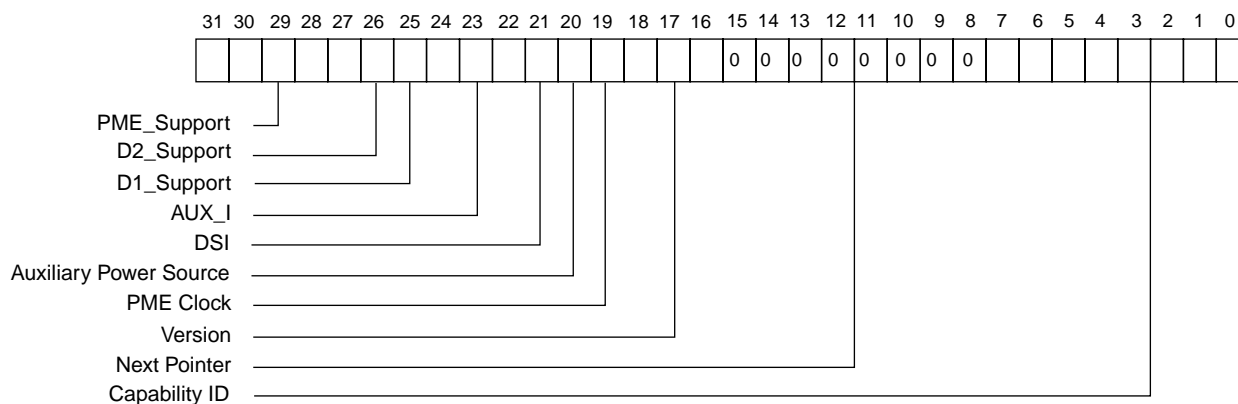 31 30 29 28 27 26 25 24 23 22 21 20 19 18 17 16 15 14 13 12 11 10 9 8 7 6 5 4 3 2 1 0
0 0 0 0 0 0 0 0
PME_Support
D2_Support
D1_Support
AUX_I
DSI
Auxiliary Power Source
PME Clock
Version
Next Pointer
Capability ID